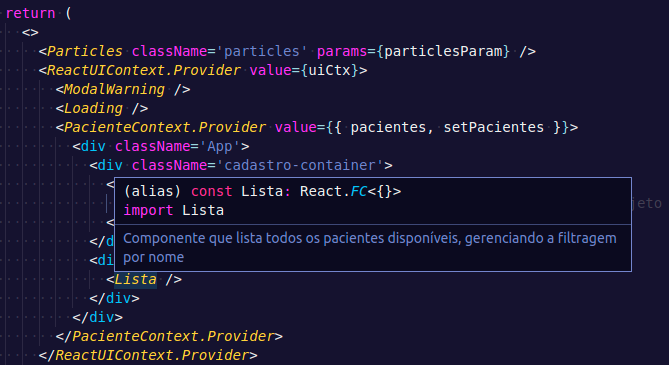 return (
<>
<Particles className='particles' params={particlesParam} />
<ReactUIContext.Provider value={uiCtx}>
<ModalWarning />
<Loading />
<PacienteContext.Provider value={{ pacientes, setPacientes }}>
<div className='App'>
<div className='cadastro-container'>
<
(alias) const Lista: React.FC<{}>
import Lista
jeto
<
Componente que lista todos os pacientes disponíveis, gerenciando a filtragem
por nome
</d
<di
<Lista />
</div>
</div>
</PacienteContext.Provider>
</ReactUIContext.Provider>